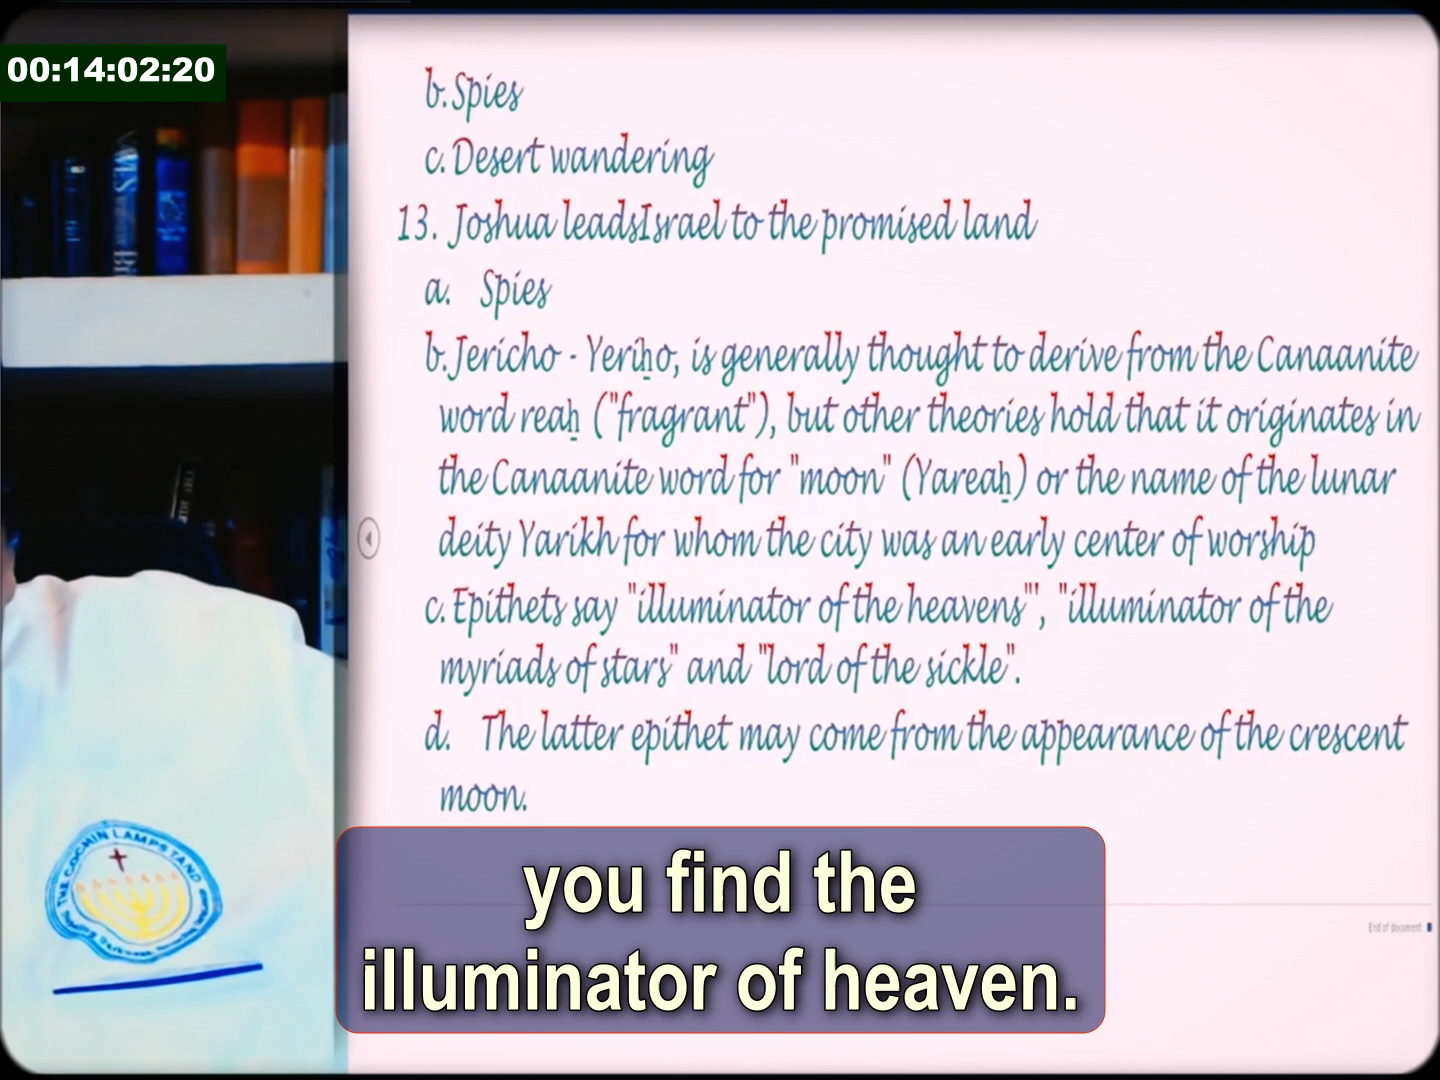 00:14:02:20
b. Spies
c. Desert wandering
13. Joshua leadsIsrael to the promised land
a. Spies
b. Jericho - Yeriẖo, is generally thought to derive from the Canaanite
word reaẖ ("fragrant"), but other theories hold that it originates in
the Canaanite word for "moon" (Yareaẖ) or the name of the lunar
deity Yarikh for whom the city was an early center of worship
c. Epithets say "illuminator of the heavens"', "illuminator of the
myriads of stars" and "lord of the sickle".
d. The latter epithet may come from the appearance of the crescent
moon.
End of document
THE COCHIN LAMPSTAND
you find the
illuminator of heaven.